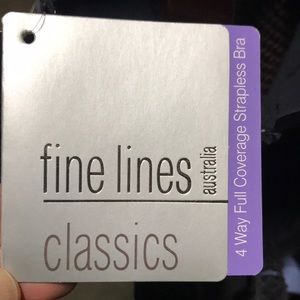 fine lines
australia
classics
4 Way Full Coverage Strapless Bra